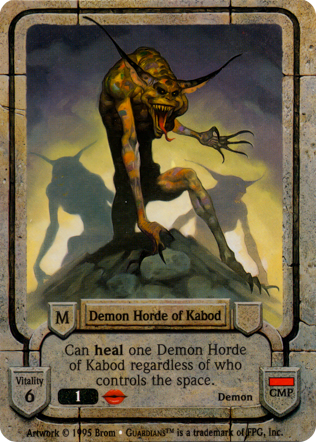 M
Demon Horde of Kabod
Can heal one Demon Horde
of Kabod regardless of who
controls the space.
Vitality
6
1
Demon
CMP
Artwork © 1995 Brom • GUARDIANS™ is a trademark of FPG, Inc.